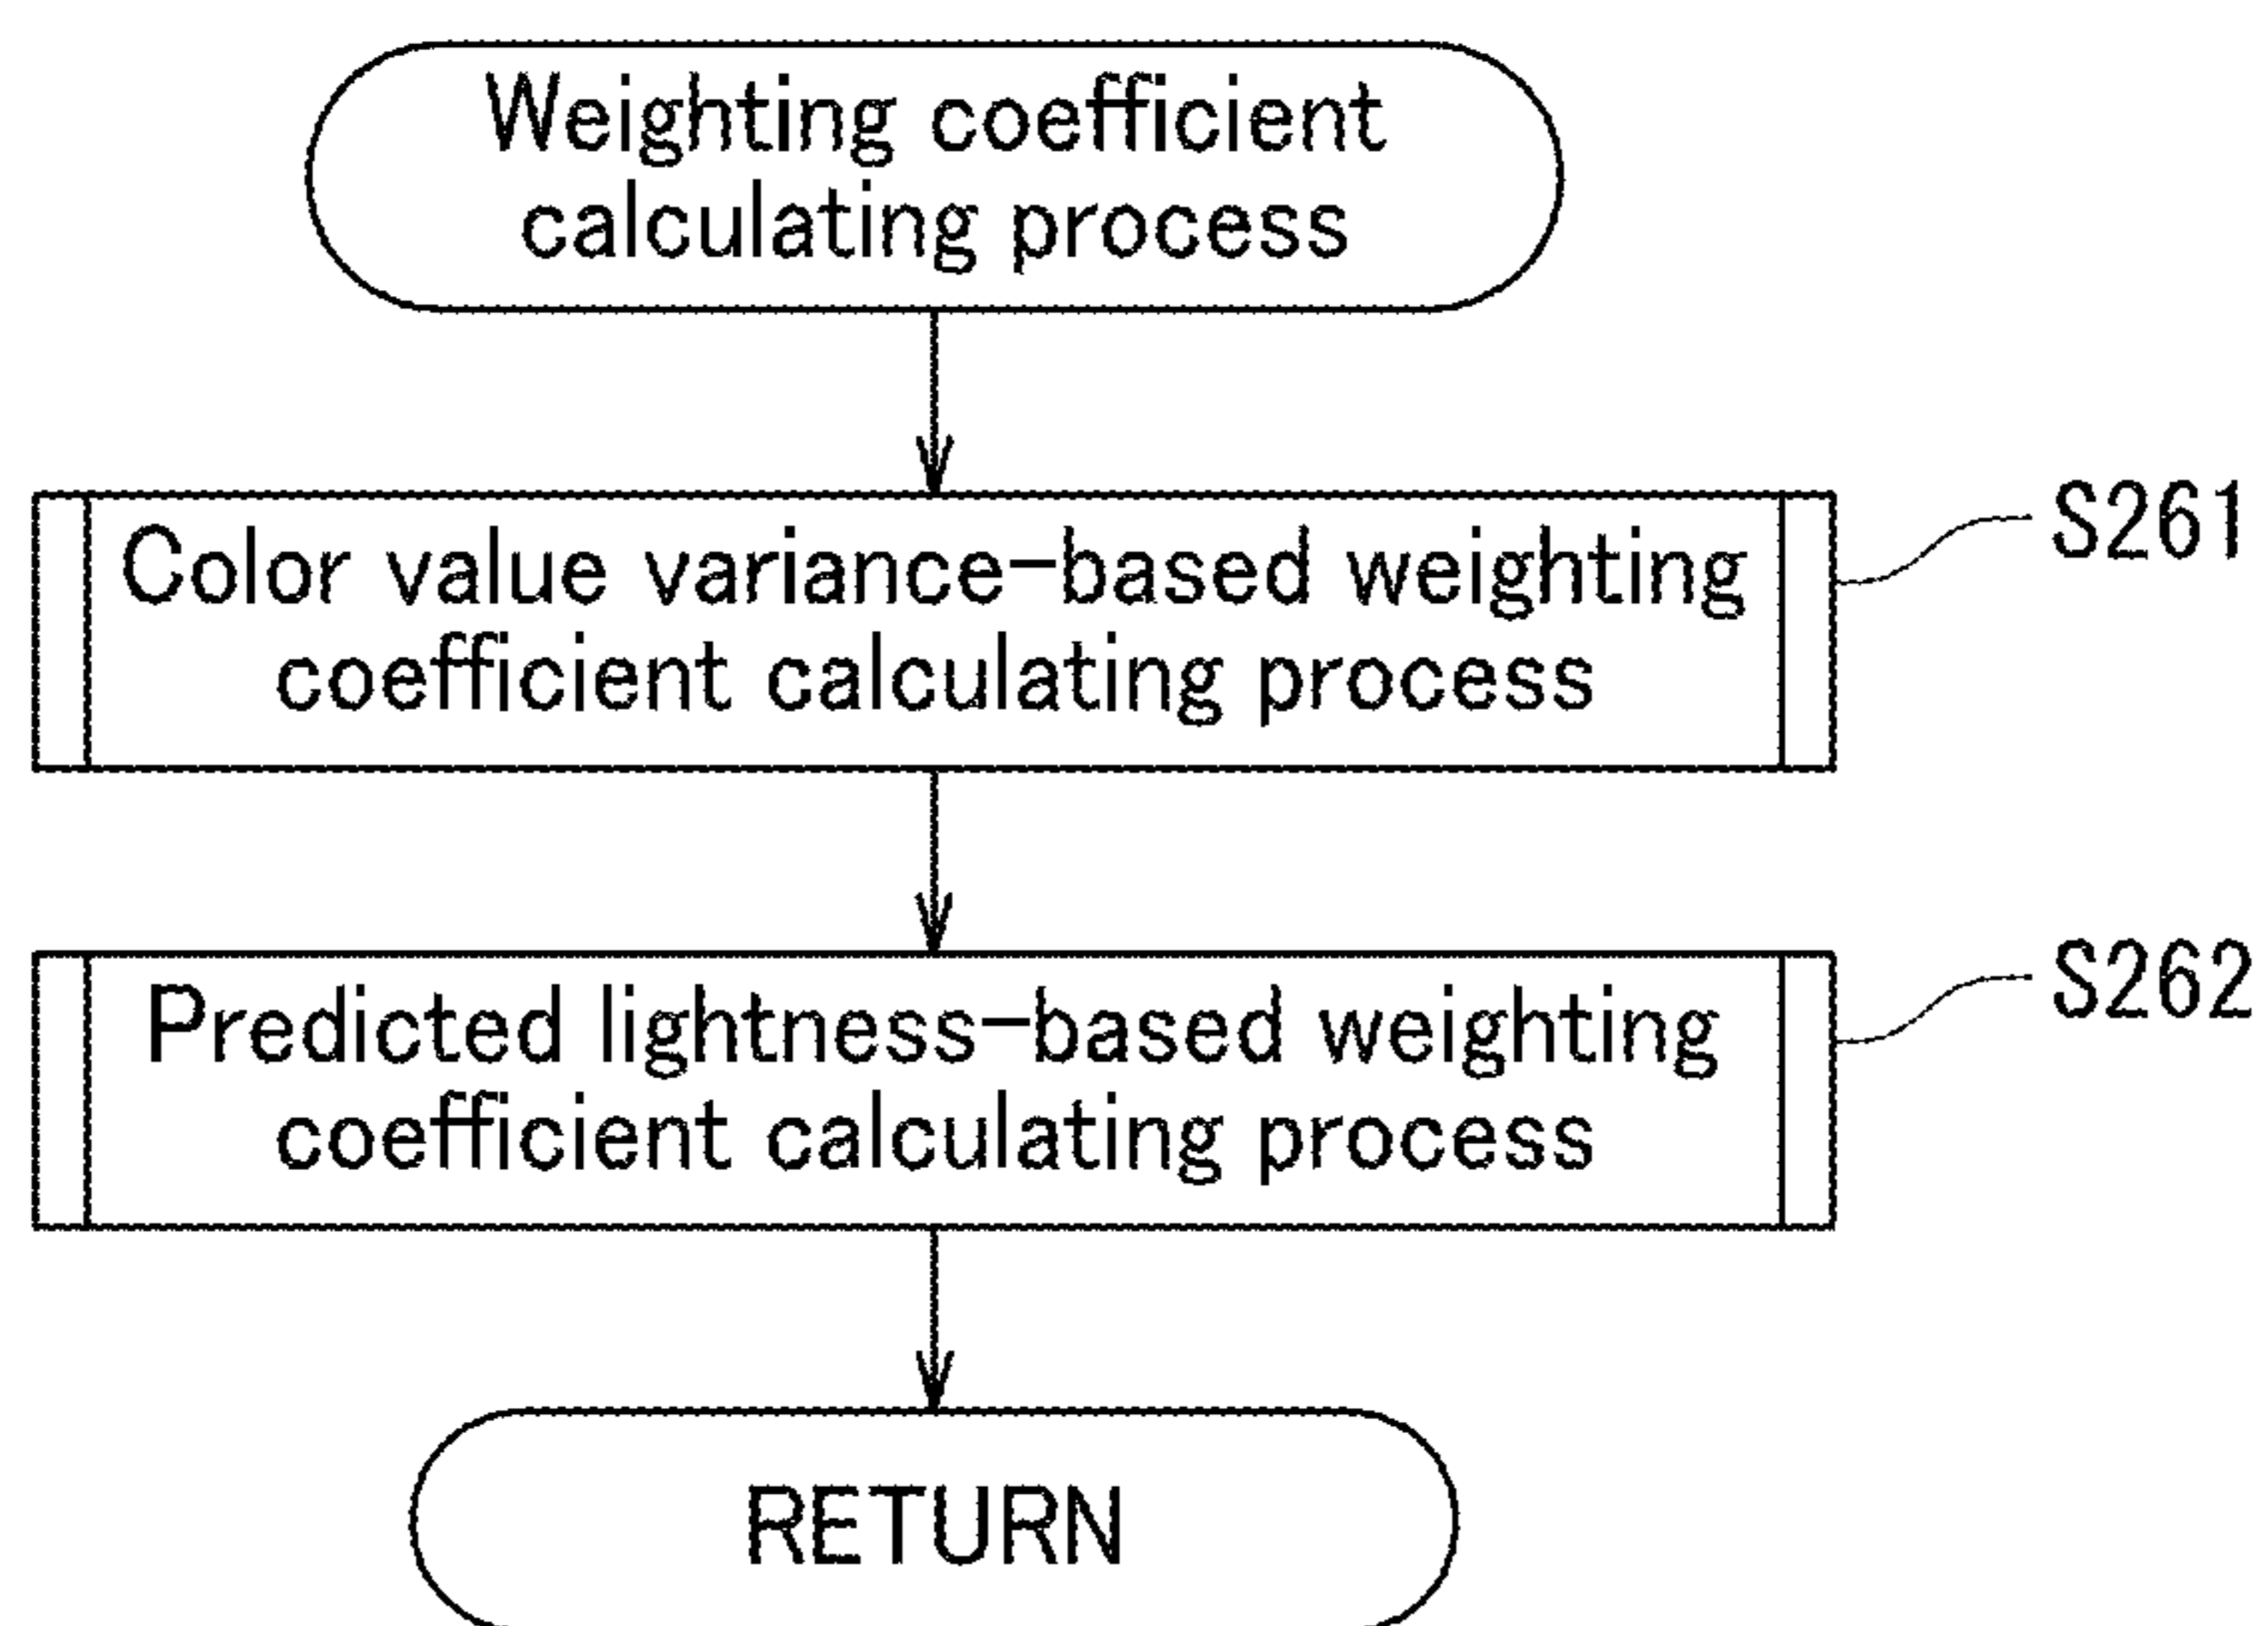 Weighting coefficient
calculating process
Color value variance-based weighting
coefficient calculating process
S261
Predicted lightness-based weighting
coefficient calculating process
S262
RETURN